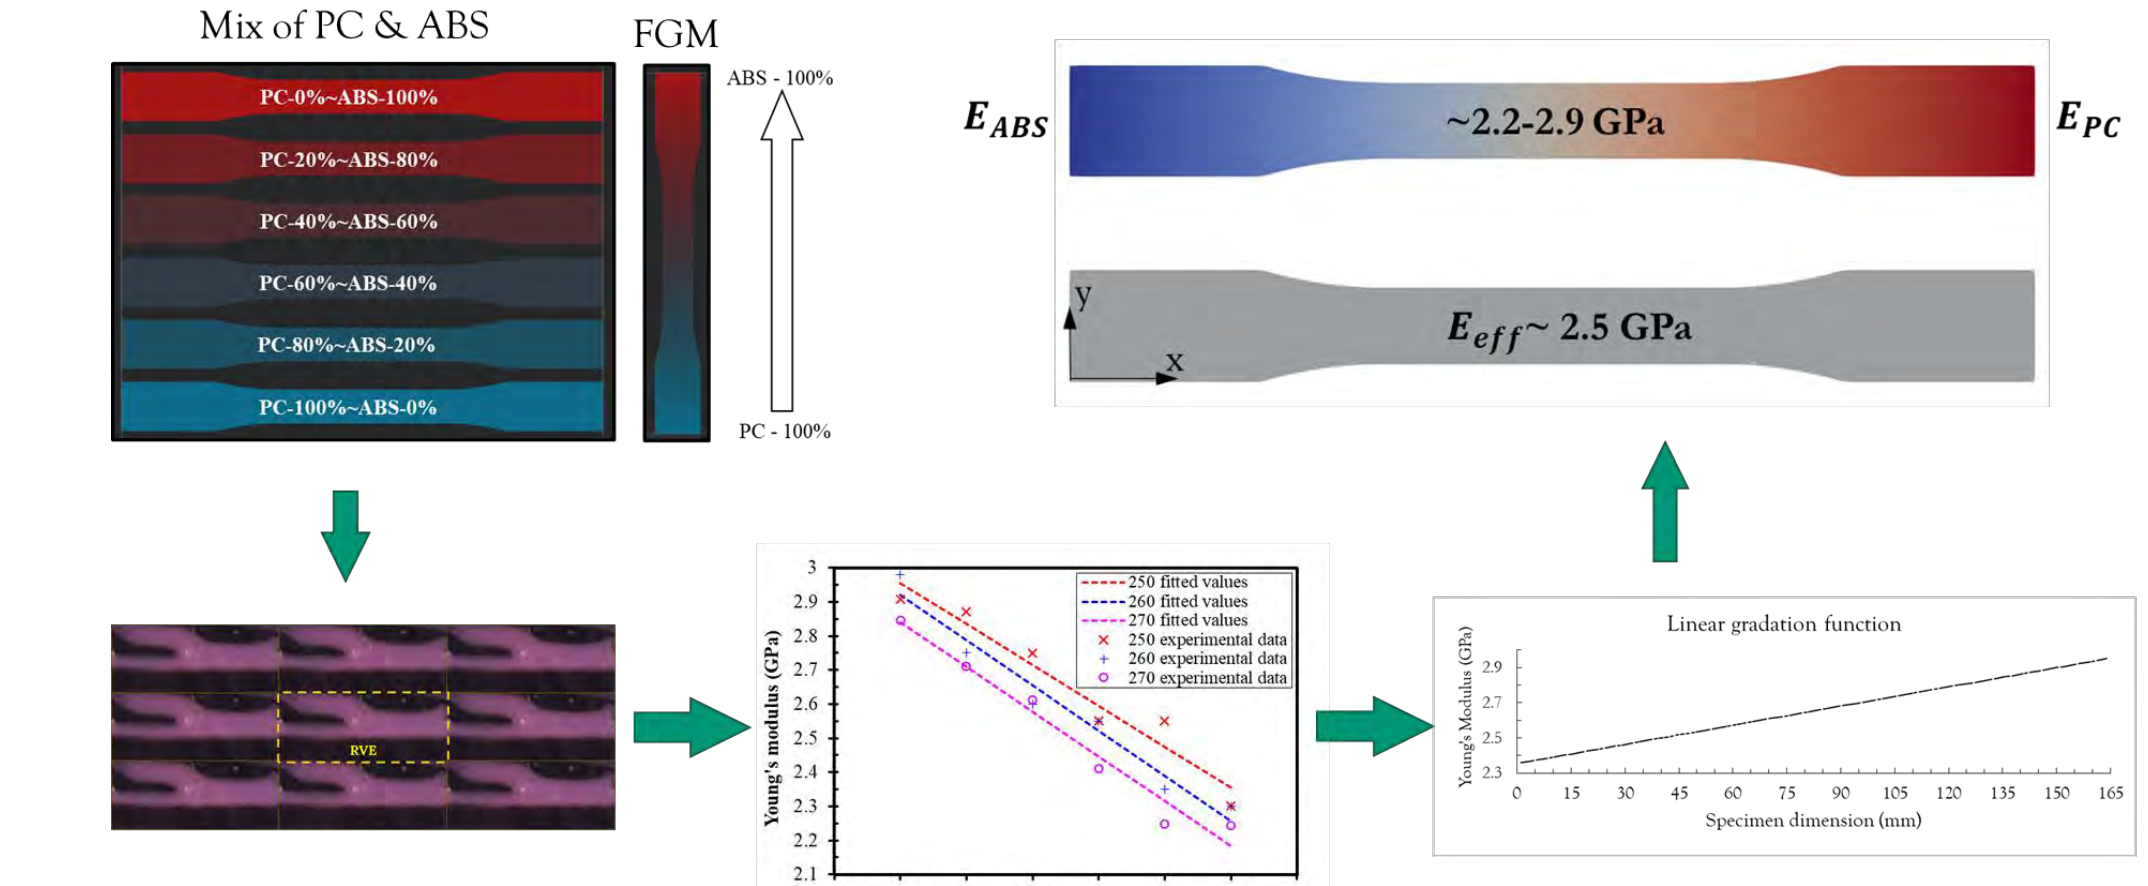 Mix of PC & ABS
FGM
PC-0%~ABS-100%
PC-20%~ABS-80%
PC-40%~ABS-60%
PC-60%~ABS-40%
PC-80%~ABS-20%
PC-100%~ABS-0%
ABS - 100%
PC - 100%
E_ABS
~2.2-2.9 GPa
E_PC
y
E_eff ~ 2.5 GPa
x
RVE
Young's modulus (GPa)
3
2.9
2.8
2.7
2.6
2.5
2.4
2.3
2.2
2.1
250 fitted values
260 fitted values
270 fitted values
250 experimental data
260 experimental data
270 experimental data
Linear gradation function
Young's Modulus (GPa)
2.9
2.7
2.5
2.3
0 15 30 45 60 75 90 105 120 135 150 165
Specimen dimension (mm)